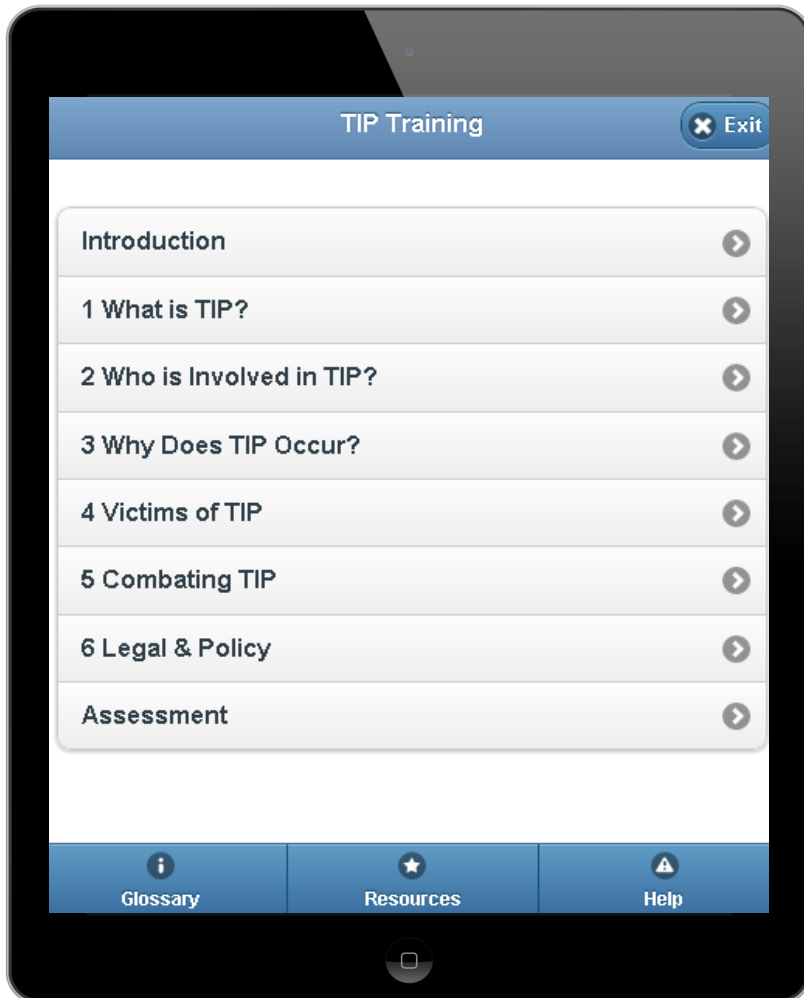 TIP Training
Exit
Introduction
1 What is TIP?
2 Who is Involved in TIP?
3 Why Does TIP Occur?
4 Victims of TIP
5 Combating TIP
6 Legal & Policy
Assessment
Glossary
Resources
Help